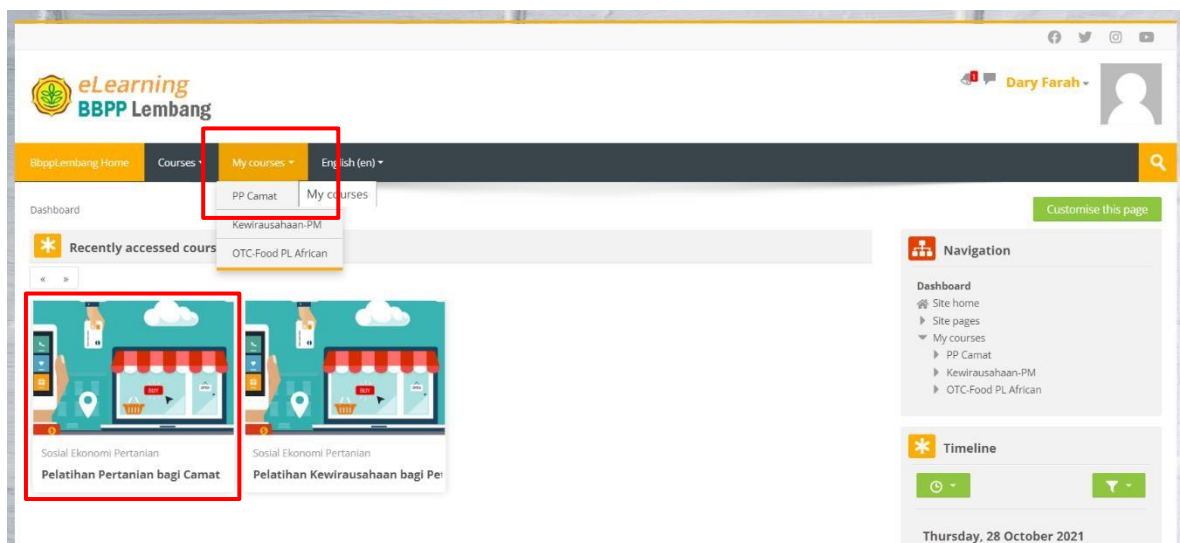 eLearning
BBPP Lembang
1
Dary Farah
BbppLembang Home Courses My courses English (en)
PP Camat
My courses
Kewirausahaan-PM
OTC-Food PL African
Dashboard
Customise this page
Recently accessed cours
« »
BUY
OPEN
Sosial Ekonomi Pertanian
Pelatihan Pertanian bagi Camat
BUY
Sosial Ekonomi Pertanian
Pelatihan Kewirausahaan bagi Pe
Navigation
Dashboard
Site home
Site pages
My courses
PP Camat
Kewirausahaan-PM
OTC-Food PL African
Timeline
Thursday, 28 October 2021